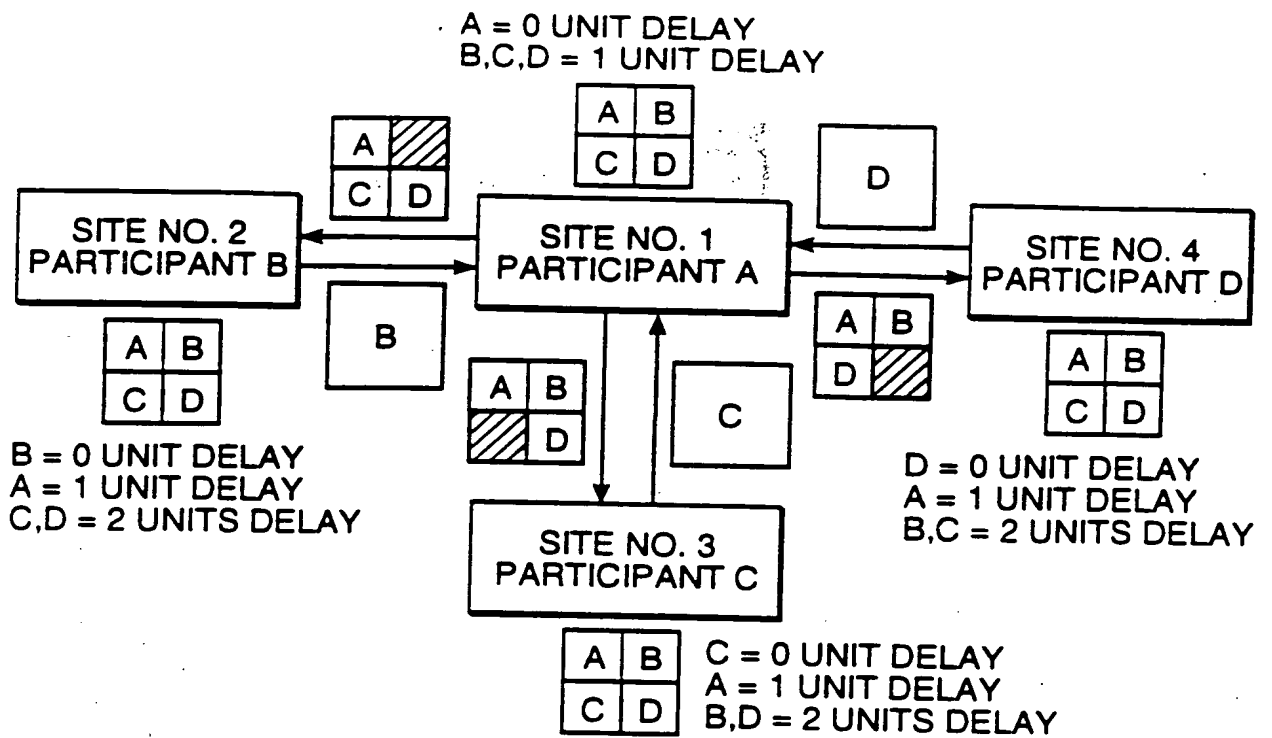 A = 0 UNIT DELAY
B,C,D = 1 UNIT DELAY
A B
C D
A
C D
D
SITE NO. 2
PARTICIPANT B
SITE NO. 1
PARTICIPANT A
SITE NO. 4
PARTICIPANT D
B
A B
D
A B
C D
A B
D
C
A B
C D
B = 0 UNIT DELAY
A = 1 UNIT DELAY
C,D = 2 UNITS DELAY
D = 0 UNIT DELAY
A = 1 UNIT DELAY
B,C = 2 UNITS DELAY
SITE NO. 3
PARTICIPANT C
A B
C D
C = 0 UNIT DELAY
A = 1 UNIT DELAY
B,D = 2 UNITS DELAY